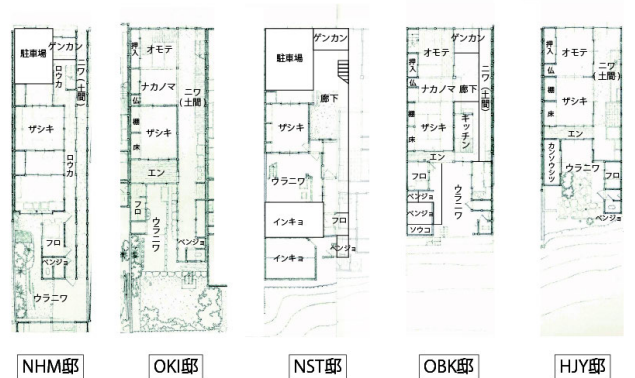 駐車場
ゲンカン
ロウカ
ニワ(土間)
ザシキ
ロウカ
フロ
ベンジョ
ウラニワ
NHM邸
押入
オモテ
ナカノマ
ニワ
(土間)
仏
棚
床
ザシキ
エン
フロ
ウラニワ
ベンジョ
OKI邸
ゲンカン
駐車場
廊下
ザシキ
ウラニワ
インキョ
フロ
インキョ
ベンジョ
NST邸
オモテ
ゲンカン
押入
仏
ナカノマ
廊下
ニワ(土間)
棚
床
ザシキ
キッチン
エン
フロ
ベンジョ
ベンジョ
ソウコ
ウラニワ
OBK邸
押入
オモテ
仏
ニワ
(土間)
棚
床
ザシキ
エン
カンソウシツ
ウラニワ
フロ
ベンジョ
HJY邸